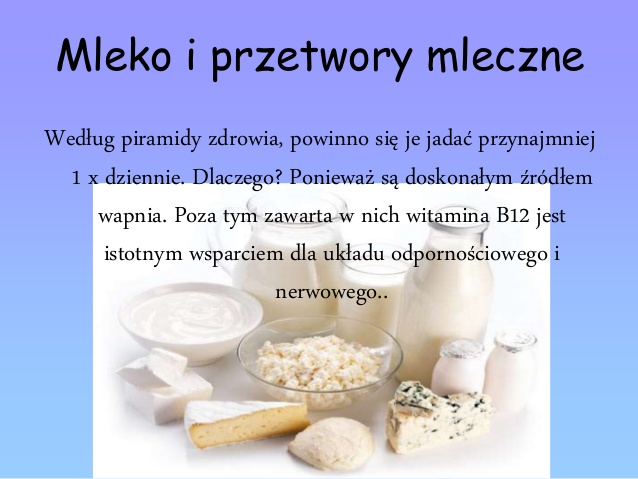 Mleko i przetwory mleczne
Według piramidy zdrowia, powinno się je jadać przynajmniej
1 x dziennie. Dlaczego? Ponieważ są doskonałym źródłem
wapnia. Poza tym zawarta w nich witamina B12 jest
istotnym wsparciem dla układu odpornościowego i
nerwowego..